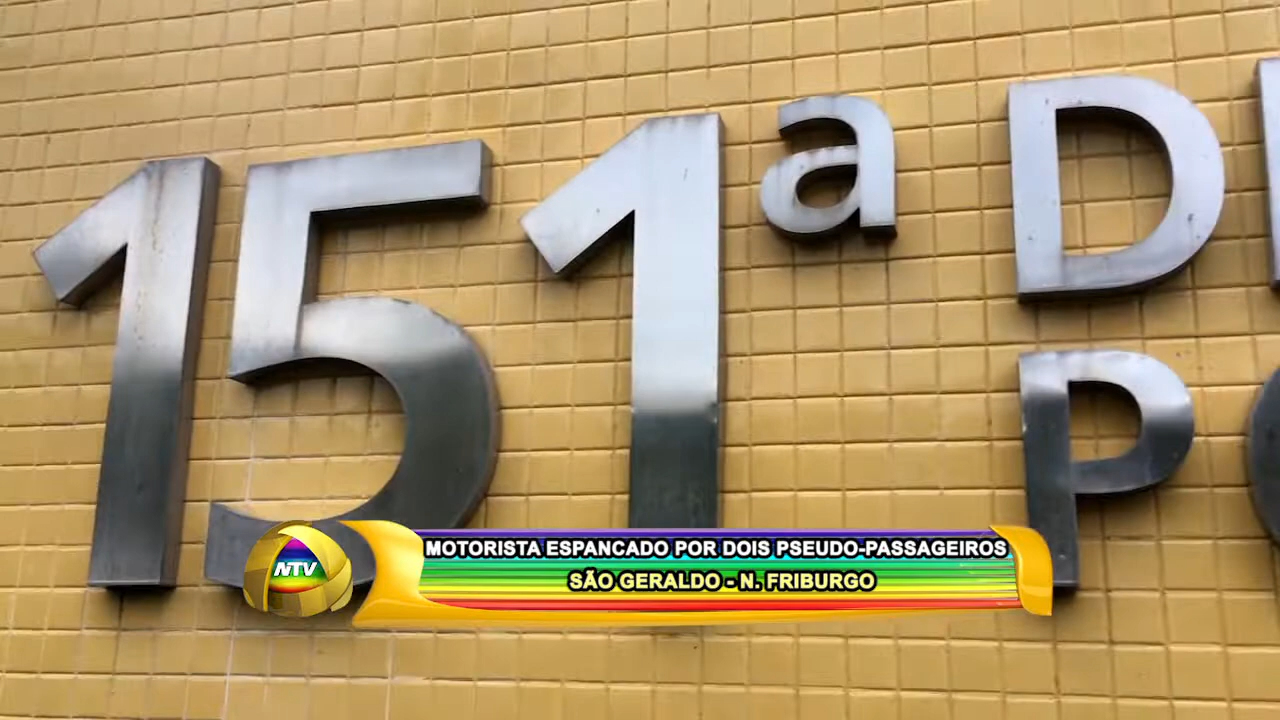 151ª D
P
NTV
MOTORISTA ESPANCADO POR DOIS PSEUDO-PASSAGEIROS
SÃO GERALDO - N. FRIBURGO